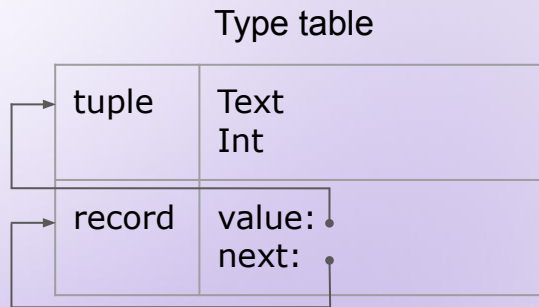 Type table
tuple
Text
Int
record
value:
next: